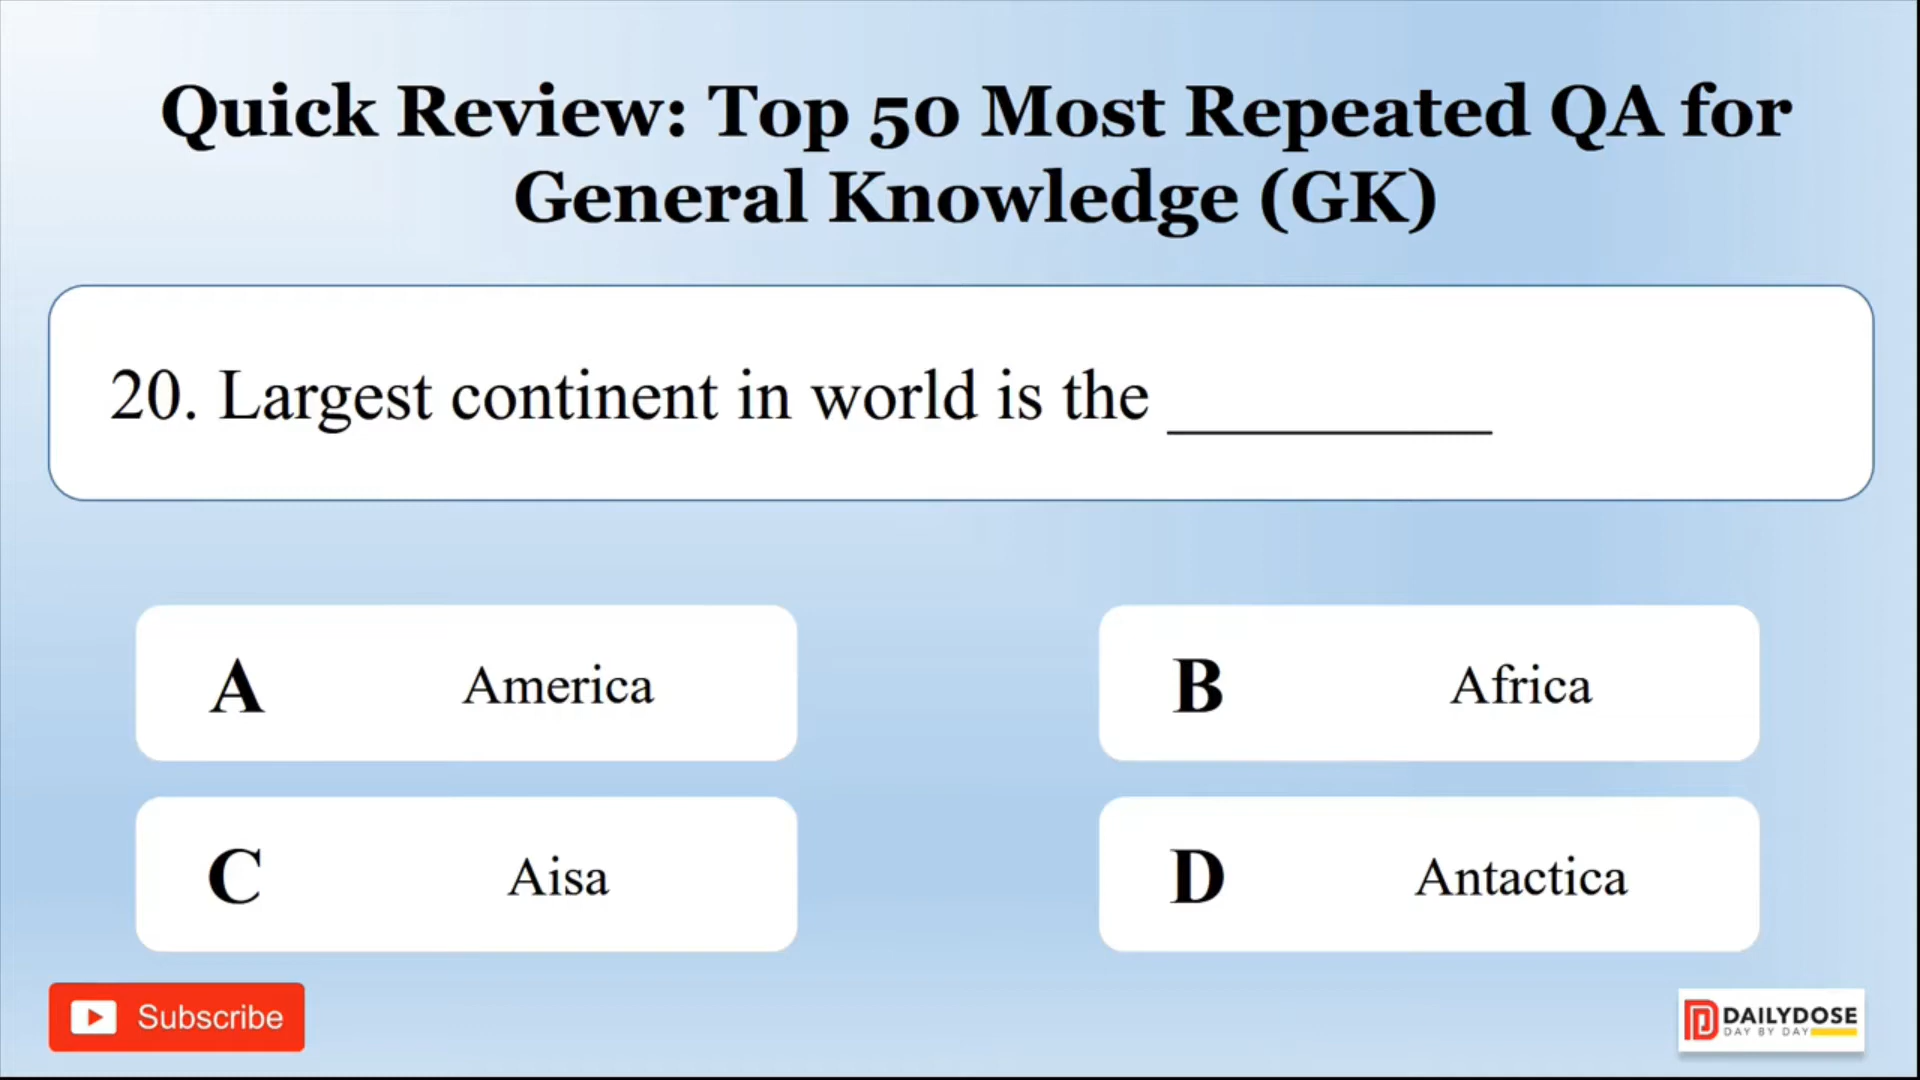 Quick Review: Top 50 Most Repeated QA for
General Knowledge (GK)
20. Largest continent in world is the __________
A America
B Africa
C Aisa
D Antactica
Subscribe
DAILYDOSE
DAY BY DAY